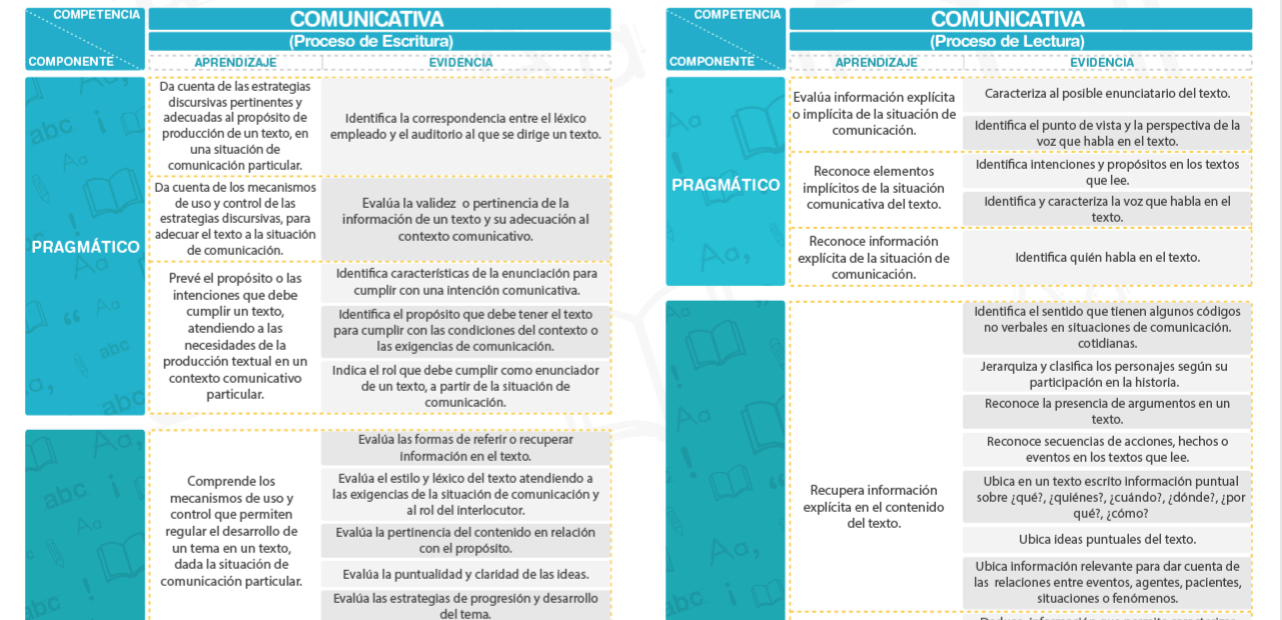 COMPETENCIA
COMPONENTE
COMUNICATIVA
(Proceso de Escritura)
APRENDIZAJE
EVIDENCIA
PRAGMÁTICO
Da cuenta de las estrategias
discursivas pertinentes y
adecuadas al propósito de
producción de un texto, en
una situación de
comunicación particular.
Identifica la correspondencia entre el léxico
empleado y el auditorio al que se dirige un texto.
Da cuenta de los mecanismos
de uso y control de las
estrategias discursivas, para
adecuar el texto a la situación
de comunicación.
Evalúa la validez o pertinencia de la
información de un texto y su adecuación al
contexto comunicativo.
Prevé el propósito o las
intenciones que debe
cumplir un texto,
atendiendo a las
necesidades de la
producción textual en un
contexto comunicativo
particular.
Identifica características de la enunciación para
cumplir con una intención comunicativa.
Identifica el propósito que debe tener el texto
para cumplir con las condiciones del contexto o
las exigencias de comunicación.
Indica el rol que debe cumplir como enunciador
de un texto, a partir de la situación de
comunicación.
Comprende los
mecanismos de uso y
control que permiten
regular el desarrollo de
un tema en un texto,
dada la situación de
comunicación particular.
Evalúa las formas de referir o recuperar
información en el texto.
Evalúa el estilo y léxico del texto atendiendo a
las exigencias de la situación de comunicación y
al rol del interlocutor.
Evalúa la pertinencia del contenido en relación
con el propósito.
Evalúa la puntualidad y claridad de las ideas.
Evalúa las estrategias de progresión y desarrollo
del tema.
COMPETENCIA
COMPONENTE
COMUNICATIVA
(Proceso de Lectura)
APRENDIZAJE
EVIDENCIA
PRAGMÁTICO
Evalúa información explícita
o implícita de la situación de
comunicación.
Caracteriza al posible enunciatario del texto.
Identifica el punto de vista y la perspectiva de la
voz que habla en el texto.
Reconoce elementos
implícitos de la situación
comunicativa del texto.
Identifica intenciones y propósitos en los textos
que lee.
Identifica y caracteriza la voz que habla en el
texto.
Reconoce información
explícita de la situación de
comunicación.
Identifica quién habla en el texto.
Recupera información
explícita en el contenido
del texto.
Identifica el sentido que tienen algunos códigos
no verbales en situaciones de comunicación.
cotidianas.
Jerarquiza y clasifica los personajes según su
participación en la historia.
Reconoce la presencia de argumentos en un
texto.
Reconoce secuencias de acciones, hechos o
eventos en los textos que lee.
Ubica en un texto escrito información puntual
sobre ¿qué?, ¿quiénes?, ¿cuándo?, ¿dónde?, ¿por
qué?, ¿cómo?
Ubica ideas puntuales del texto.
Ubica información relevante para dar cuenta de
las relaciones entre eventos, agentes, pacientes,
situaciones o fenómenos.